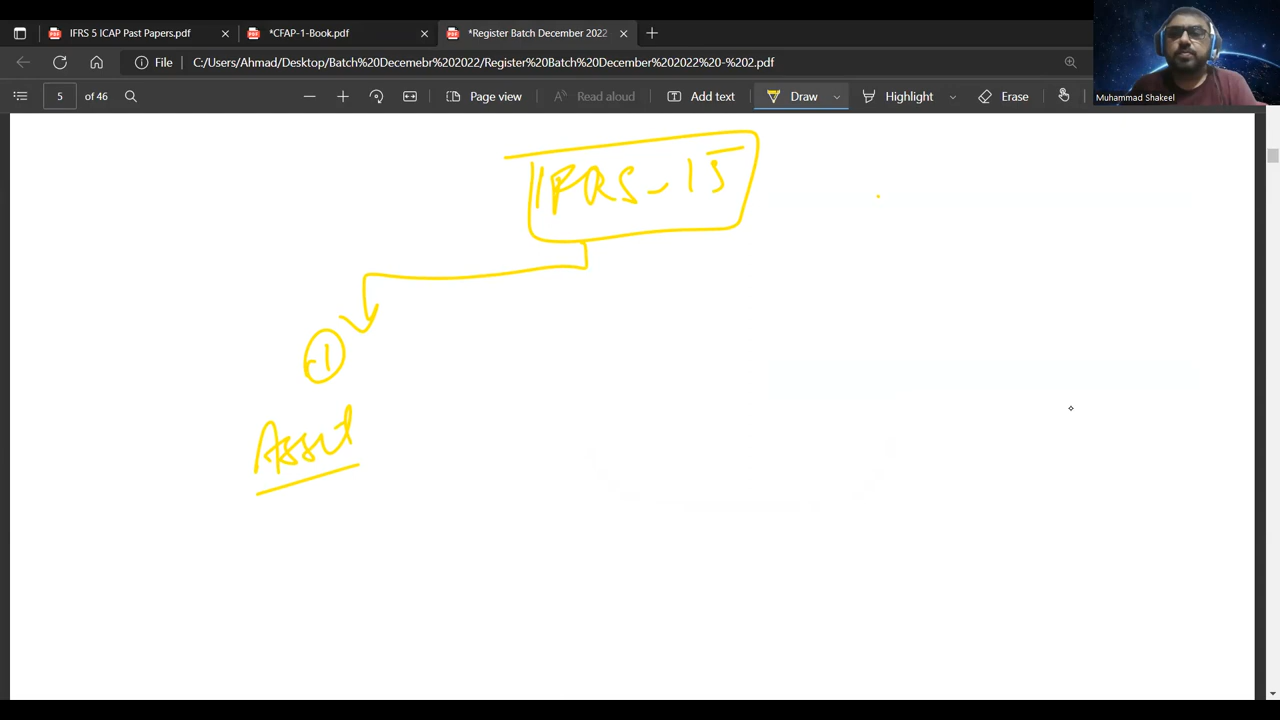 IFRS 5 ICAP Past Papers.pdf
*CFAP-1-Book.pdf
*Register Batch December 2022
File
C:/Users/Ahmad/Desktop/Batch%20Decemebr%202022/Register%20Batch%20December%202022%20-%202.pdf
5 of 46
Page view
Read aloud
Add text
Draw
Highlight
Erase
Muhammad Shakeel
IFRS-15
1
Asset